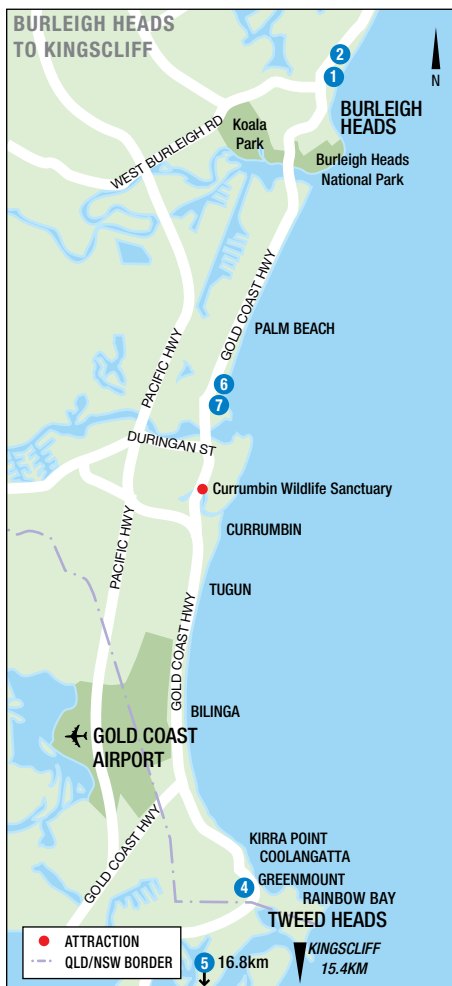 BURLEIGH HEADS
TO KINGSCLIFF
N
2
1
BURLEIGH
HEADS
Koala
Park
WEST BURLEIGH RD
Burleigh Heads
National Park
GOLD COAST HWY
PALM BEACH
PACIFIC HWY
6
7
DURINGAN ST
Currumbin Wildlife Sanctuary
CURRUMBIN
PACIFIC HWY
TUGUN
GOLD COAST HWY
BILINGA
GOLD COAST
AIRPORT
KIRRA POINT
COOLANGATTA
GOLD COAST HWY
4
GREENMOUNT
RAINBOW BAY
TWEED HEADS
ATTRACTION
QLD/NSW BORDER
5 16.8km
KINGSCLIFF
15.4KM